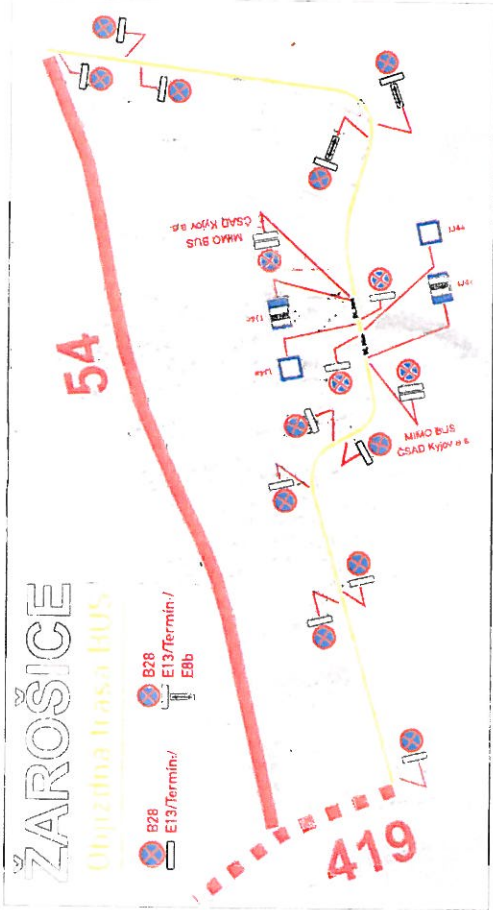 ŽAROŠICE
Objízdná trasa BUS
B28
E13/Termín:/
B28
E13/Termín:/
E8b
54
419
MIMO BUS
ČSAD Kyjov a.s.
MIMO BUS
ČSAD Kyjov a.s.